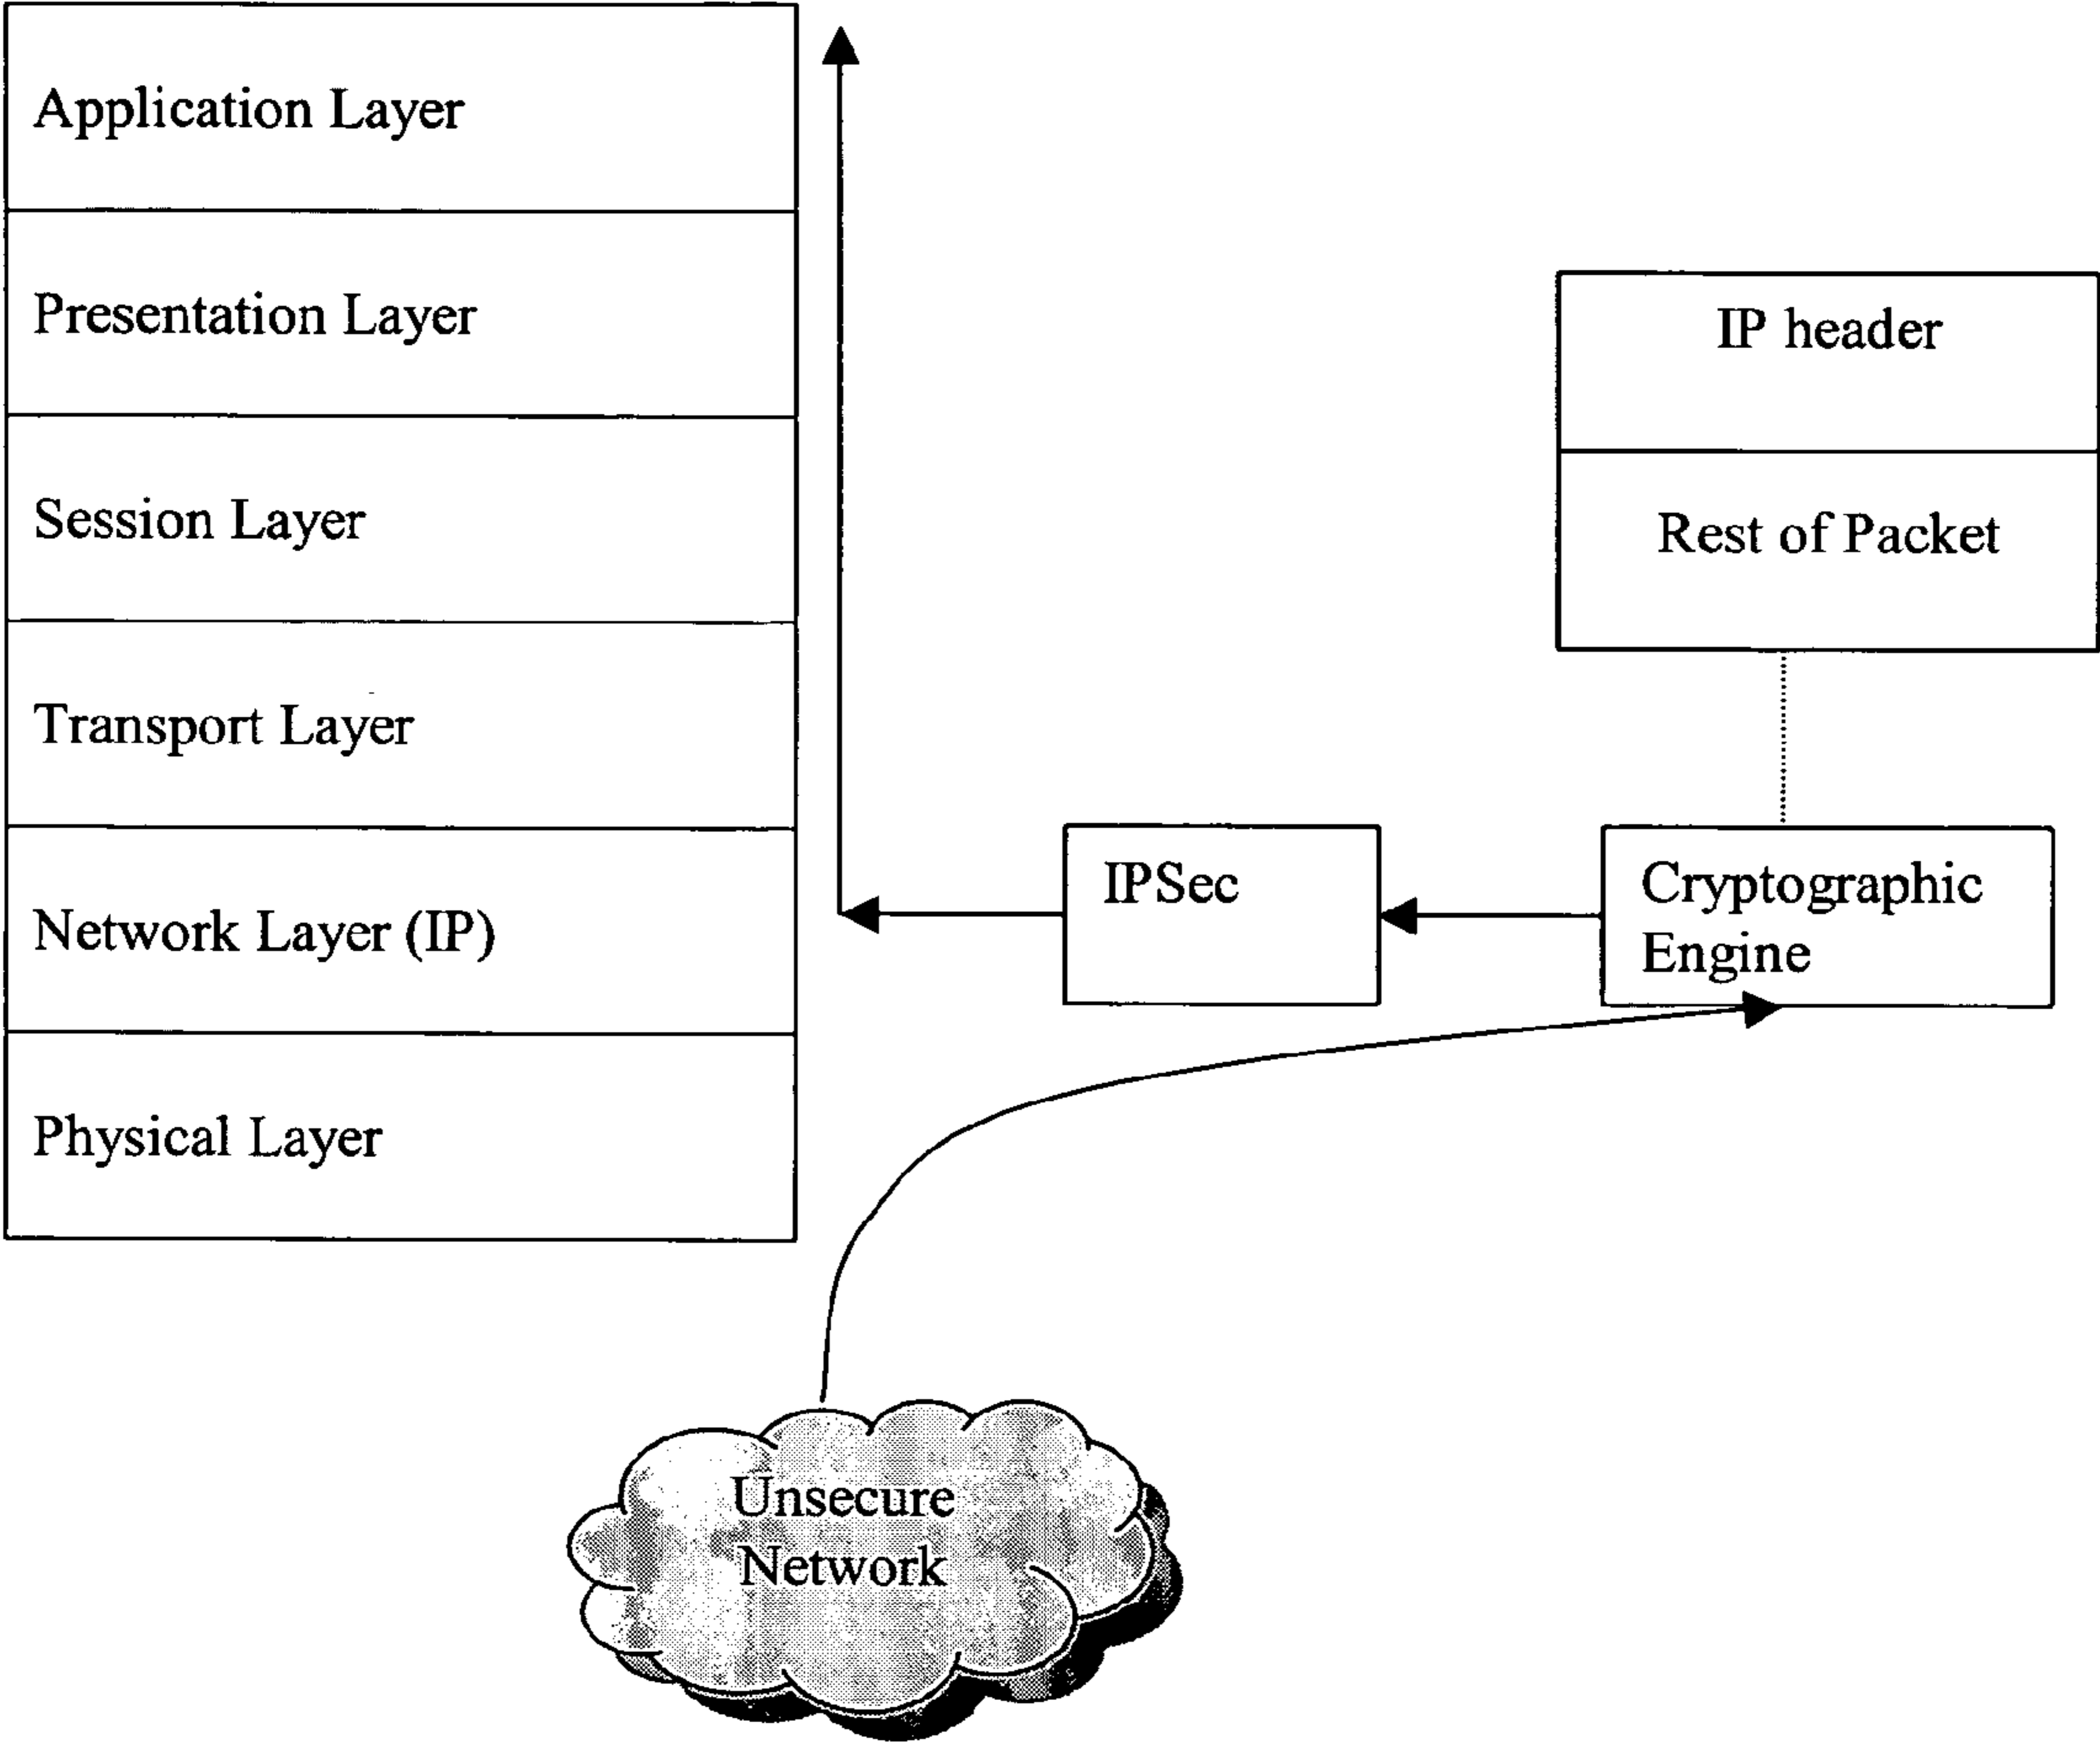 Application Layer
Presentation Layer
Session Layer
Transport Layer
Network Layer (IP)
Physical Layer
IP header
Rest of Packet
IPSec
Cryptographic
Engine
Unsecure
Network